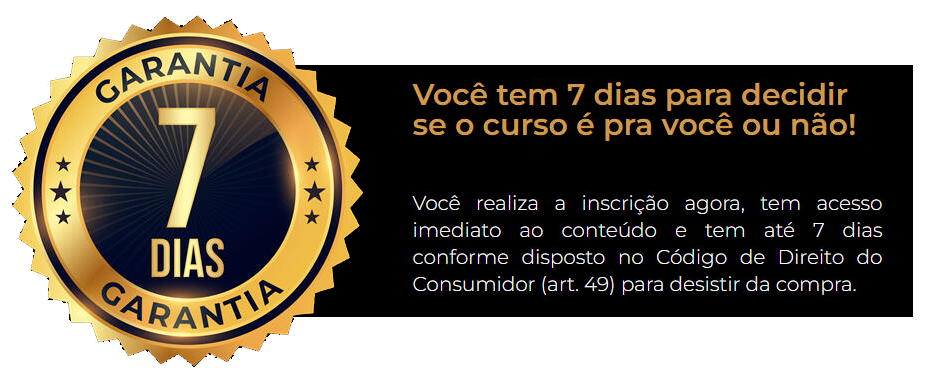 GARANTIA
7
DIAS
GARANTIA
Você tem 7 dias para decidir
se o curso é pra você ou não!
Você realiza a inscrição agora, tem acesso
imediato ao conteúdo e tem até 7 dias
conforme disposto no Código de Direito do
Consumidor (art. 49) para desistir da compra.